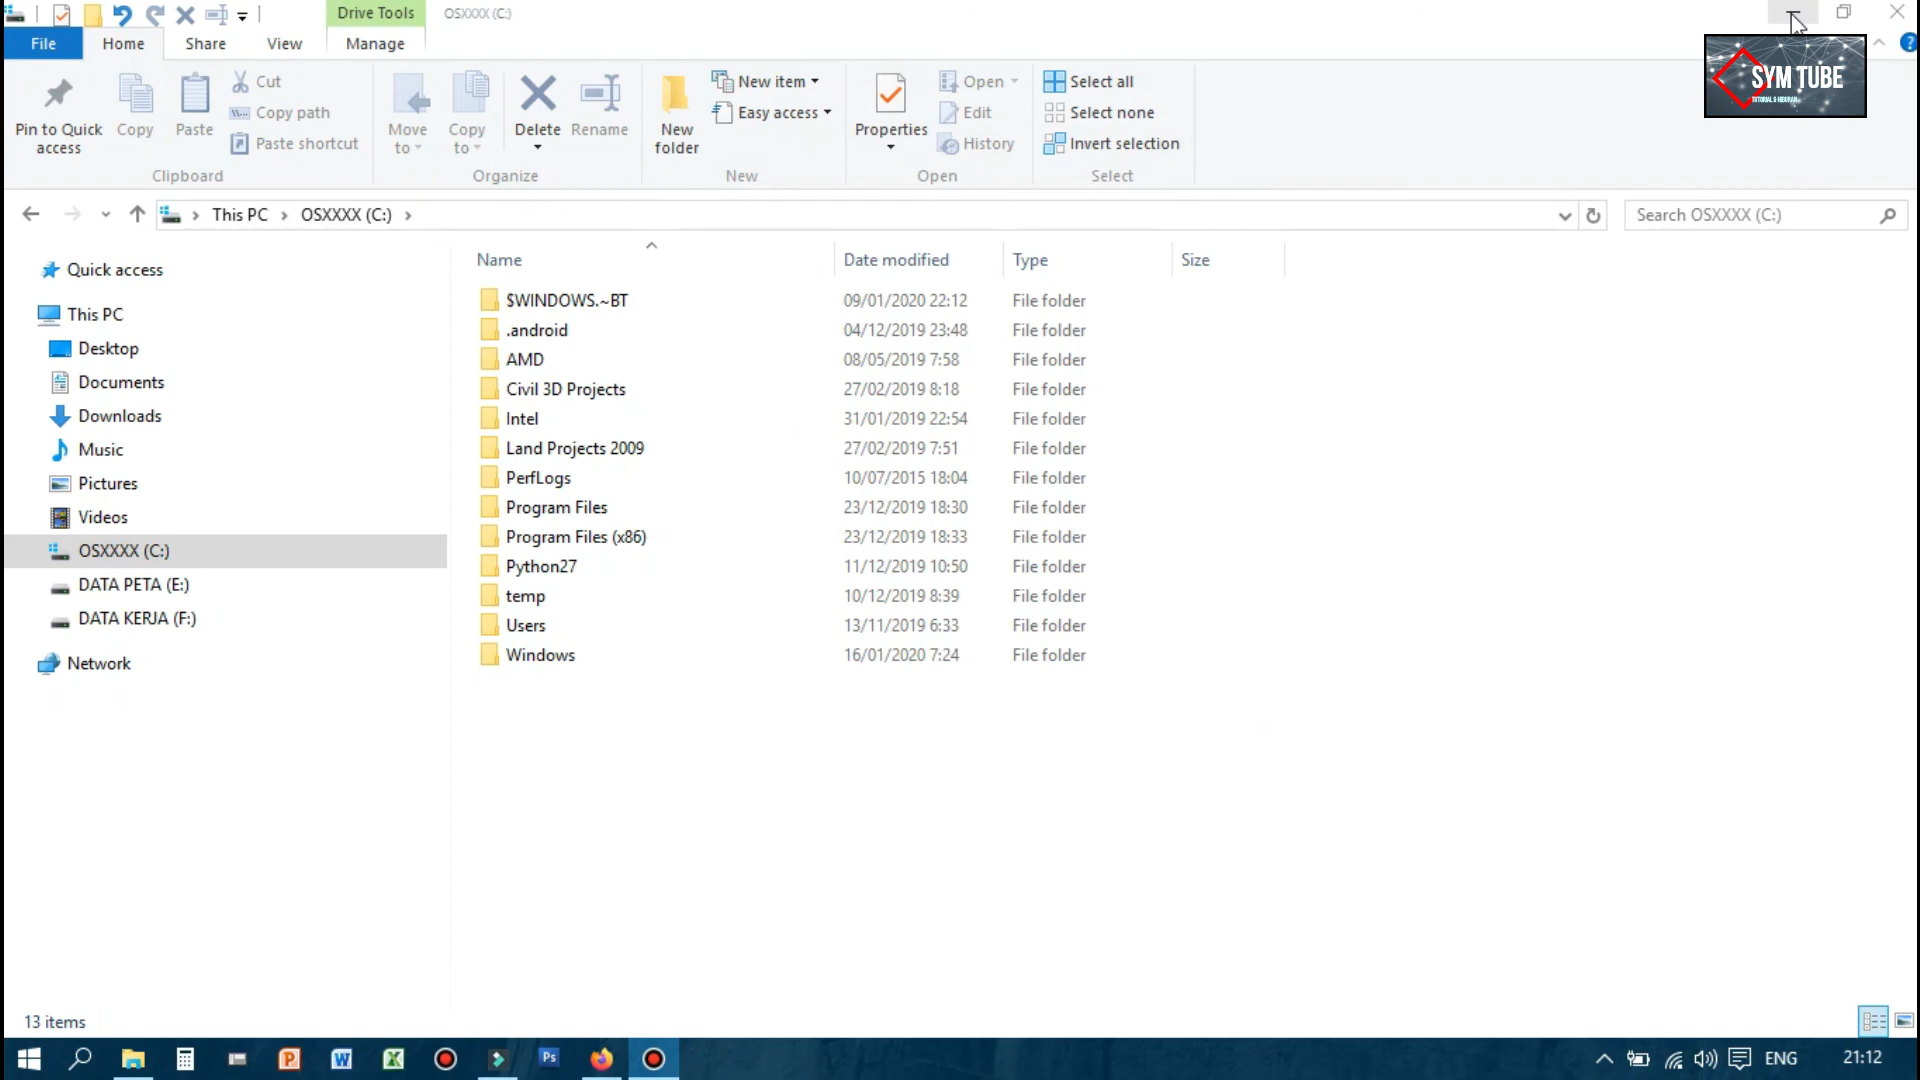 Drive Tools OSXXXX (C:)
File Home Share View Manage
Pin to Quick access
Copy
Paste
Cut
Copy path
Paste shortcut
Clipboard
Move to
Copy to
Delete
Rename
Organize
New folder
New item
Easy access
New
Properties
Open
Edit
History
Open
Select all
Select none
Invert selection
Select
SYM TUBE
TUTORIAL & HIBURAN
This PC OSXXXX (C:)
Search OSXXXX (C:)
Quick access
This PC
Desktop
Documents
Downloads
Music
Pictures
Videos
OSXXXX (C:)
DATA PETA (E:)
DATA KERJA (F:)
Network
Name Date modified Type Size
$WINDOWS.~BT 09/01/2020 22:12 File folder
.android 04/12/2019 23:48 File folder
AMD 08/05/2019 7:58 File folder
Civil 3D Projects 27/02/2019 8:18 File folder
Intel 31/01/2019 22:54 File folder
Land Projects 2009 27/02/2019 7:51 File folder
PerfLogs 10/07/2015 18:04 File folder
Program Files 23/12/2019 18:30 File folder
Program Files (x86) 23/12/2019 18:33 File folder
Python27 11/12/2019 10:50 File folder
temp 10/12/2019 8:39 File folder
Users 13/11/2019 6:33 File folder
Windows 16/01/2020 7:24 File folder
13 items
Ps
ENG 21:12